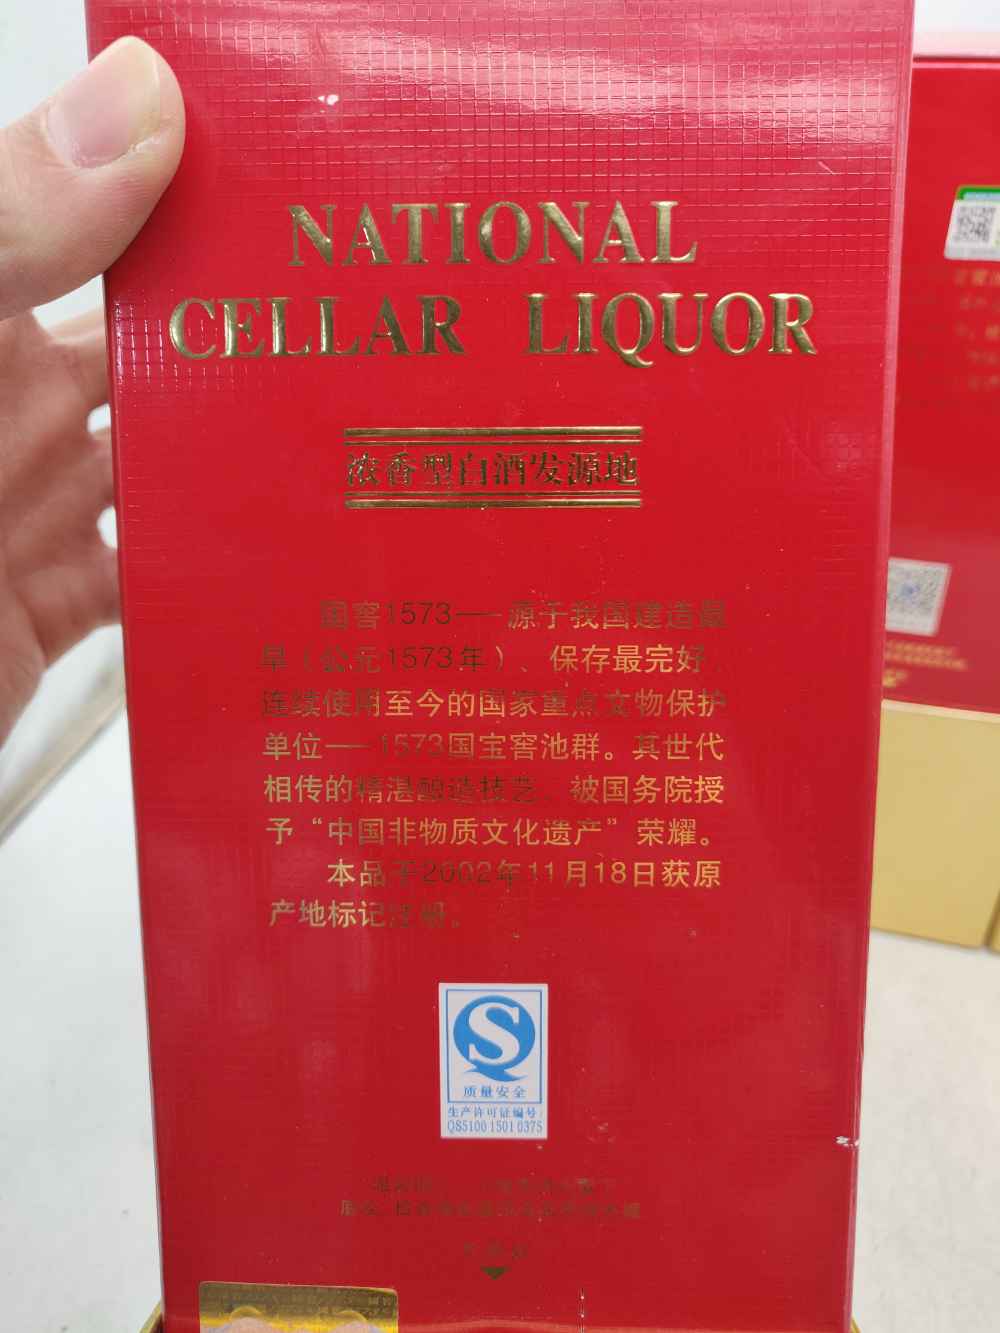 NATIONAL
CELLAR LIQUOR
浓香型白酒发源地
国窖1573——源于我国建造最
早（公元1573年）、保存最完好、
连续使用至今的国家重点文物保护
单位——1573国宝窖池群。其世代
相传的精湛酿造技艺，被国务院授
予“中国非物质文化遗产”荣耀。
本品于2002年11月18日获原
产地标记注册。
S
质量安全
生产许可证编号:
QS5100 1501 0375